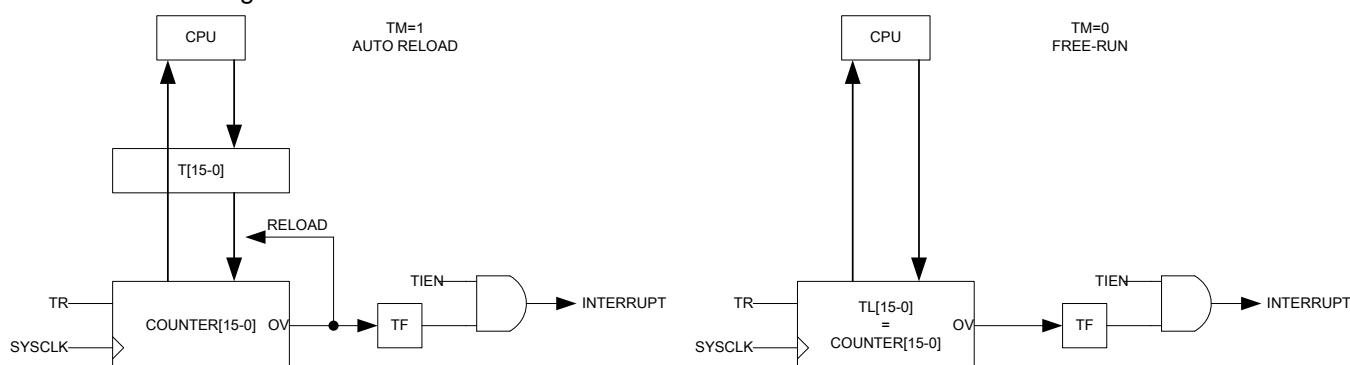 CPU
TM=1
AUTO RELOAD
T[15-0]
RELOAD
TIEN
TR
COUNTER[15-0]
OV
TF
INTERRUPT
SYSCLK
CPU
TM=0
FREE-RUN
TIEN
TR
TL[15-0]
=
COUNTER[15-0]
OV
TF
INTERRUPT
SYSCLK